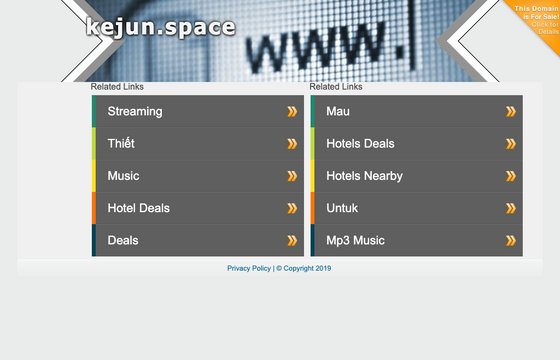 This Domain
is For Sale!
Click for
Details
kejun.space
www.
Related Links
Streaming
Thiết
Music
Hotel Deals
Deals
Related Links
Mau
Hotels Deals
Hotels Nearby
Untuk
Mp3 Music
Privacy Policy | © Copyright 2019